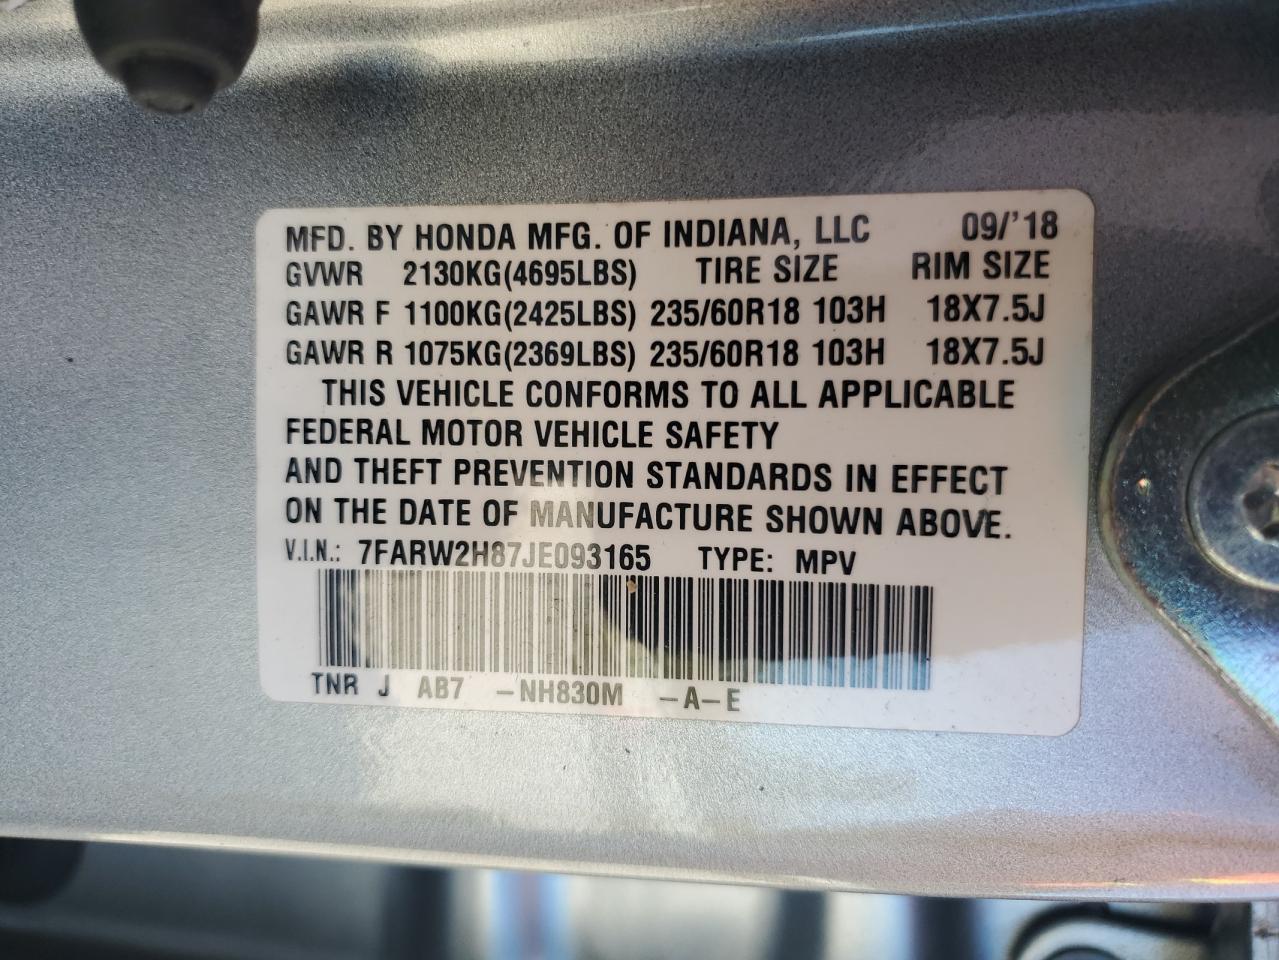 MFD. BY HONDA MFG. OF INDIANA, LLC 09/'18
GVWR 2130KG(4695LBS) TIRE SIZE RIM SIZE
GAWR F 1100KG(2425LBS) 235/60R18 103H 18X7.5J
GAWR R 1075KG(2369LBS) 235/60R18 103H 18X7.5J
THIS VEHICLE CONFORMS TO ALL APPLICABLE
FEDERAL MOTOR VEHICLE SAFETY
AND THEFT PREVENTION STANDARDS IN EFFECT
ON THE DATE OF MANUFACTURE SHOWN ABOVE.
V.I.N.: 7FARW2H87JE093165 TYPE: MPV
TNR J AB7 -NH830M -A-E